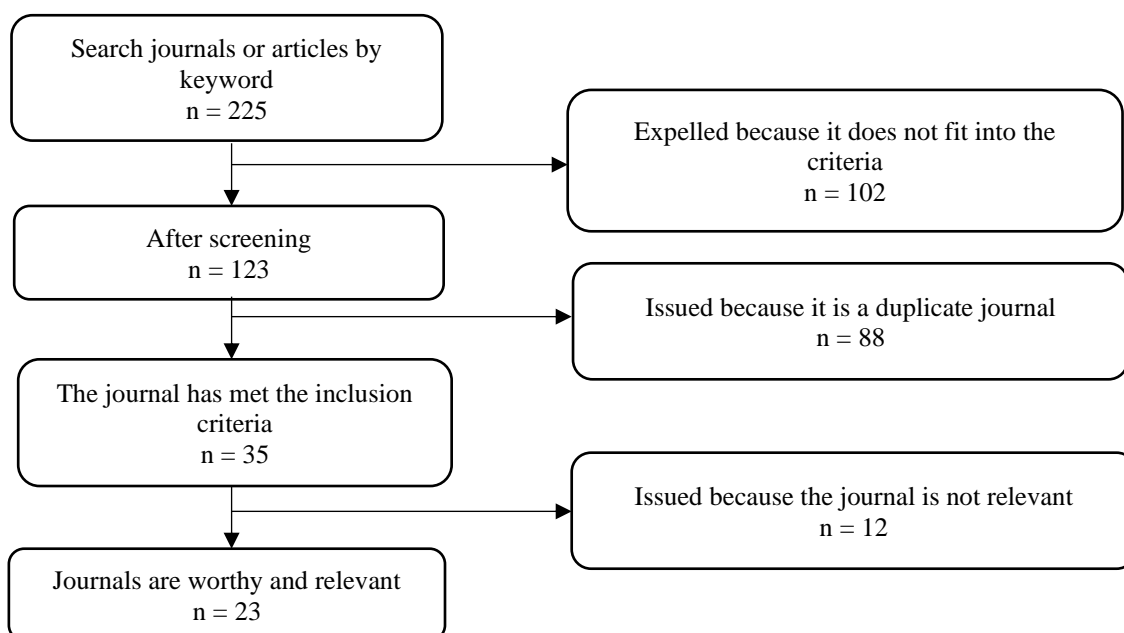 Search journals or articles by
keyword
n = 225
Expelled because it does not fit into the
criteria
n = 102
After screening
n = 123
Issued because it is a duplicate journal
n = 88
The journal has met the inclusion
criteria
n = 35
Issued because the journal is not relevant
n = 12
Journals are worthy and relevant
n = 23